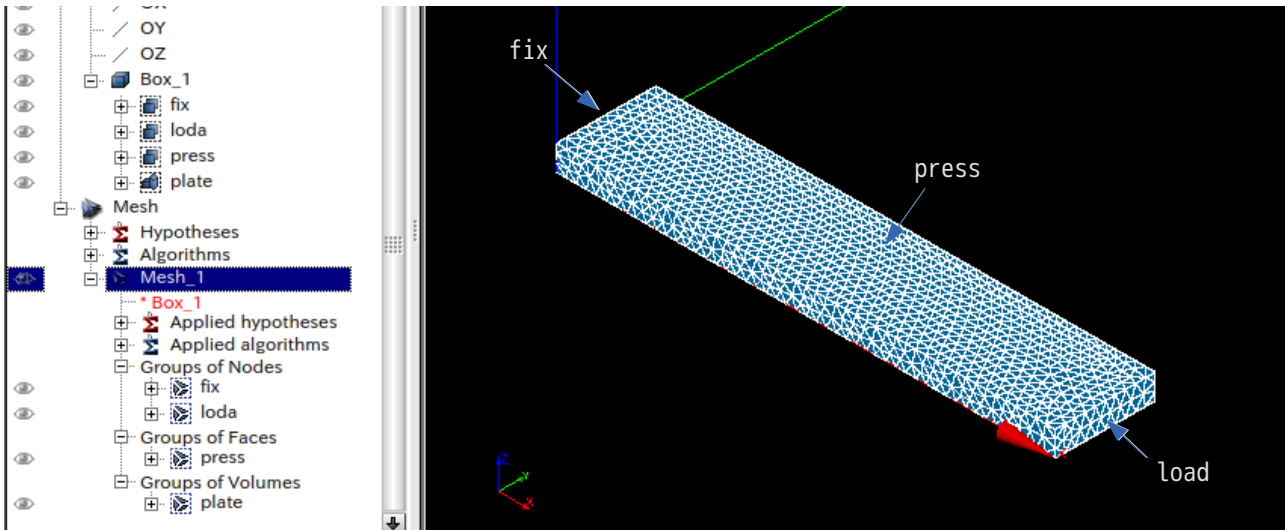 OY
OZ
Box_1
fix
loda
press
plate
Mesh
Hypotheses
Algorithms
Mesh_1
* Box_1
Applied hypotheses
Applied algorithms
Groups of Nodes
fix
loda
Groups of Faces
press
Groups of Volumes
plate
fix
press
load
Z
Y
X